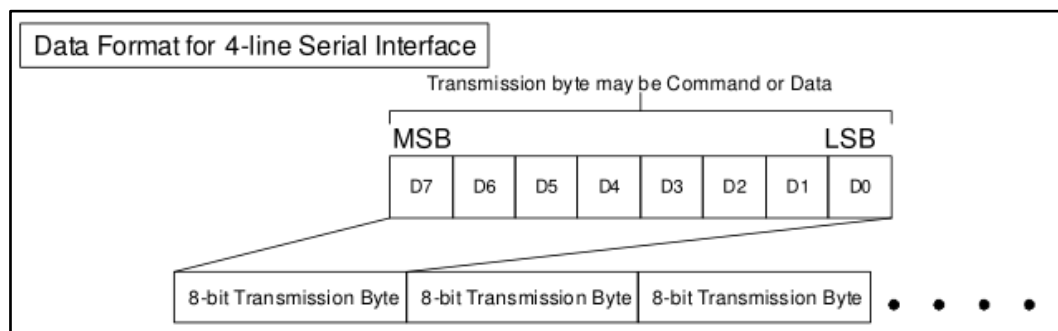 Data Format for 4-line Serial Interface
Transmission byte may be Command or Data
MSB LSB
D7 D6 D5 D4 D3 D2 D1 D0
8-bit Transmission Byte 8-bit Transmission Byte 8-bit Transmission Byte